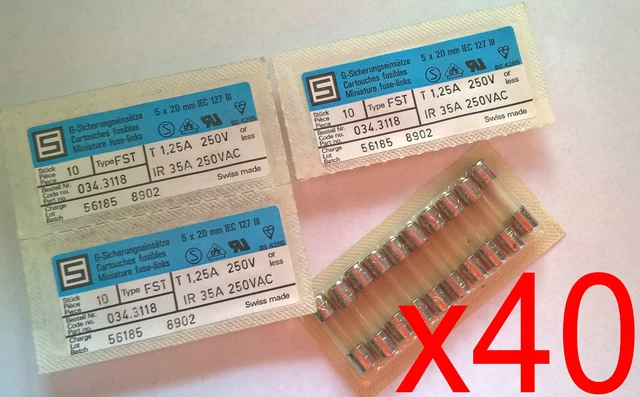 G-Sicherungseinsätze 5 x 20 mm IEC 127 III
Cartouches fusibles
Miniature fuse-links
BS 4265
Stück
Pièce
Piece
10 Type FST T 1,25A 250V or less
Bestell Nr.
Code no.
Part no.
034.3118 IR 35A 250VAC
Charge
Lot
Batch
56185 8902 Swiss made
G-Sicherungseinsätze 5 x 20 mm IEC 127 III
Cartouches fusibles
Miniature fuse-links
BS 4265
Stück
Pièce
Piece
10 Type FST T 1,25A 250V or less
Bestell Nr.
Code no.
Part no.
034.3118 IR 35A 250VAC
Charge
Lot
Batch
56185 8902 Swiss made
G-Sicherungseinsätze 5 x 20 mm IEC 127 III
Cartouches fusibles
Miniature fuse-links
BS 4265
Stück
Pièce
Piece
10 Type FST T 1,25A 250V or less
Bestell Nr.
Code no.
Part no.
034.3118 IR 35A 250VAC
Charge
Lot
Batch
56185 8902 Swiss made
x40